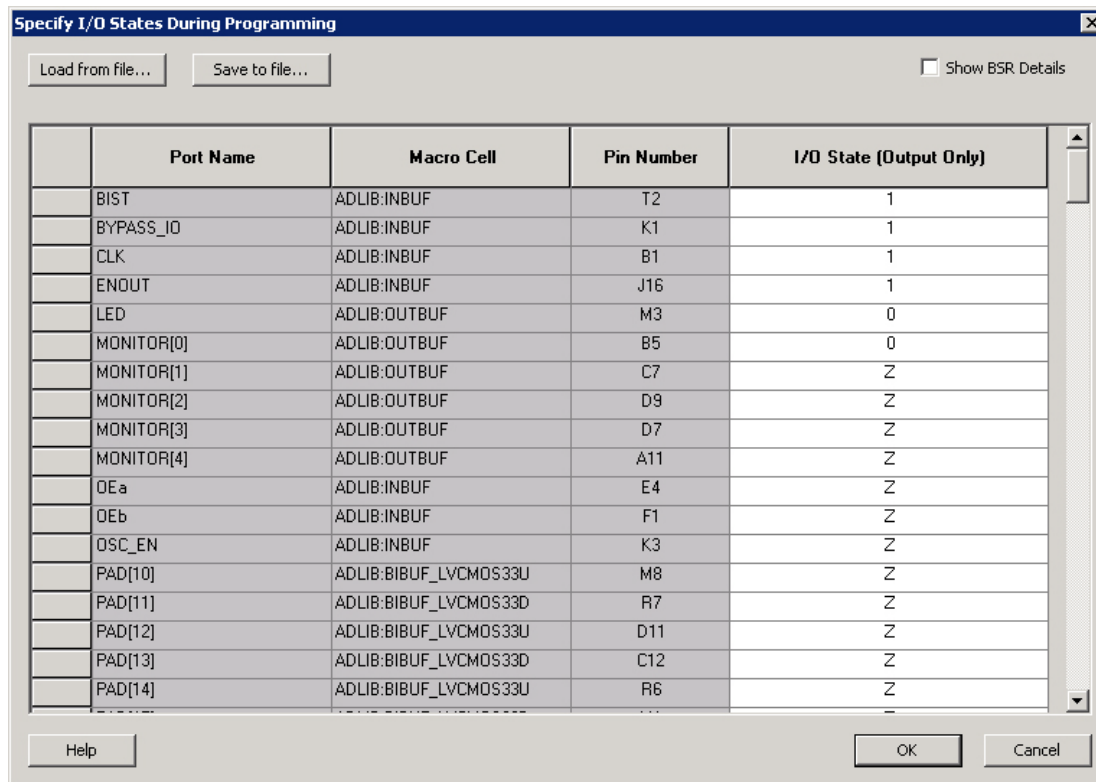 Specify I/O States During Programming
Load from file... Save to file... Show BSR Details
Port Name Macro Cell Pin Number I/O State (Output Only)
BIST ADLIB:INBUF T2 1
BYPASS_IO ADLIB:INBUF K1 1
CLK ADLIB:INBUF B1 1
ENOUT ADLIB:INBUF J16 1
LED ADLIB:OUTBUF M3 0
MONITOR[0] ADLIB:OUTBUF B5 0
MONITOR[1] ADLIB:OUTBUF C7 Z
MONITOR[2] ADLIB:OUTBUF D9 Z
MONITOR[3] ADLIB:OUTBUF D7 Z
MONITOR[4] ADLIB:OUTBUF A11 Z
OEa ADLIB:INBUF E4 Z
OEb ADLIB:INBUF F1 Z
OSC_EN ADLIB:INBUF K3 Z
PAD[10] ADLIB:BIBUF_LVCMOS33U M8 Z
PAD[11] ADLIB:BIBUF_LVCMOS33D R7 Z
PAD[12] ADLIB:BIBUF_LVCMOS33U D11 Z
PAD[13] ADLIB:BIBUF_LVCMOS33D C12 Z
PAD[14] ADLIB:BIBUF_LVCMOS33U R6 Z
Help OK Cancel